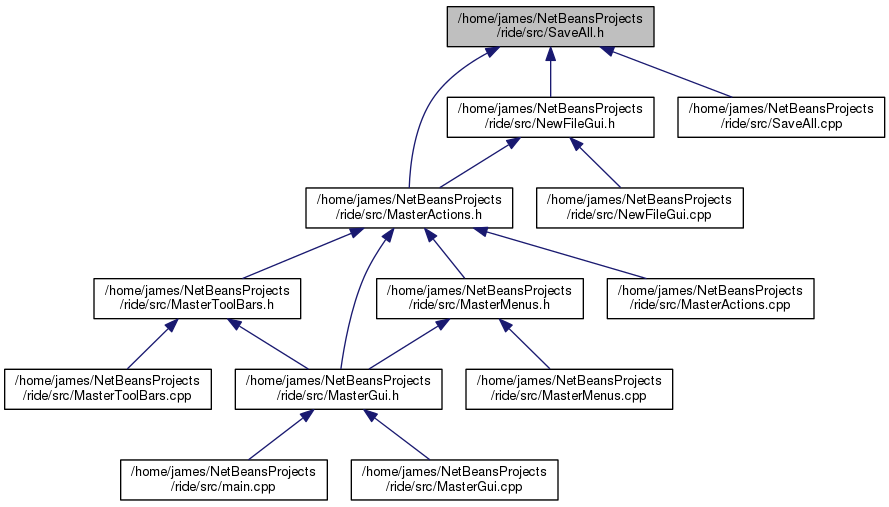 /home/james/NetBeansProjects
/ride/src/SaveAll.h
/home/james/NetBeansProjects
/ride/src/NewFileGui.h
/home/james/NetBeansProjects
/ride/src/SaveAll.cpp
/home/james/NetBeansProjects
/ride/src/MasterActions.h
/home/james/NetBeansProjects
/ride/src/NewFileGui.cpp
/home/james/NetBeansProjects
/ride/src/MasterToolBars.h
/home/james/NetBeansProjects
/ride/src/MasterMenus.h
/home/james/NetBeansProjects
/ride/src/MasterActions.cpp
/home/james/NetBeansProjects
/ride/src/MasterToolBars.cpp
/home/james/NetBeansProjects
/ride/src/MasterGui.h
/home/james/NetBeansProjects
/ride/src/MasterMenus.cpp
/home/james/NetBeansProjects
/ride/src/main.cpp
/home/james/NetBeansProjects
/ride/src/MasterGui.cpp